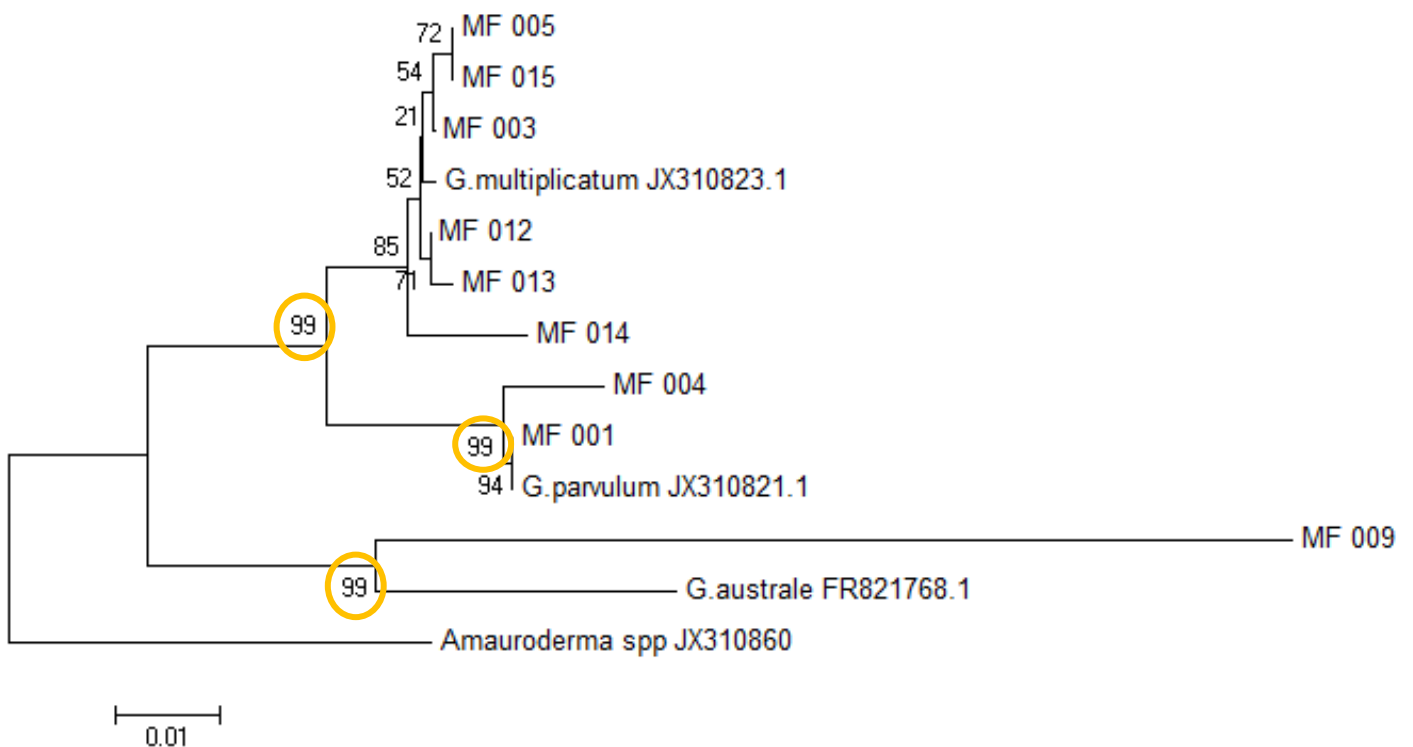 72
MF 005
54
MF 015
21
MF 003
52
G.multiplicatum JX310823.1
MF 012
85
71
MF 013
99
MF 014
MF 004
99
MF 001
94
G.parvulum JX310821.1
MF 009
99
G.australe FR821768.1
Amauroderma spp JX310860
0.01